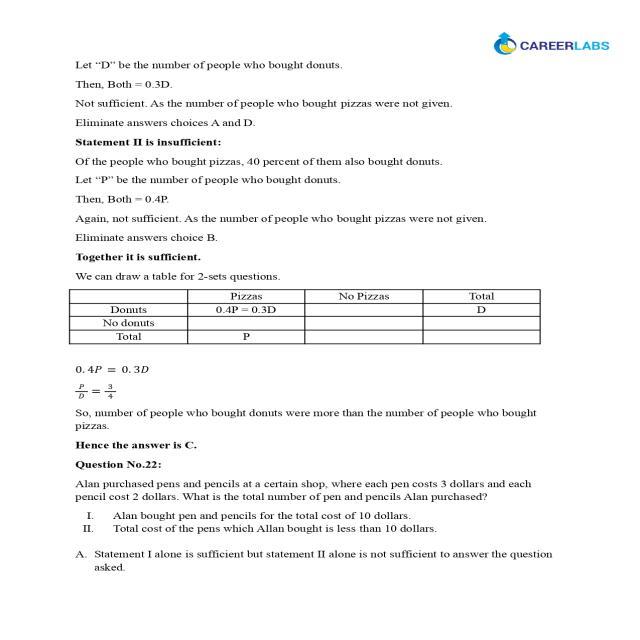 CAREERLABS
Let “D” be the number of people who bought donuts.
Then, Both = 0.3D.
Not sufficient. As the number of people who bought pizzas were not given.
Eliminate answers choices A and D.
Statement II is insufficient:
Of the people who bought pizzas, 40 percent of them also bought donuts.
Let “P” be the number of people who bought donuts.
Then, Both = 0.4P.
Again, not sufficient. As the number of people who bought pizzas were not given.
Eliminate answers choice B.
Together it is sufficient.
We can draw a table for 2-sets questions.
Pizzas No Pizzas Total
Donuts 0.4P = 0.3D D
No donuts
Total P
0.4P = 0.3D
P/D = 3/4
So, number of people who bought donuts were more than the number of people who bought
pizzas.
Hence the answer is C.
Question No.22:
Alan purchased pens and pencils at a certain shop, where each pen costs 3 dollars and each
pencil cost 2 dollars. What is the total number of pen and pencils Alan purchased?
I. Alan bought pen and pencils for the total cost of 10 dollars.
II. Total cost of the pens which Allan bought is less than 10 dollars.
A. Statement I alone is sufficient but statement II alone is not sufficient to answer the question
asked.